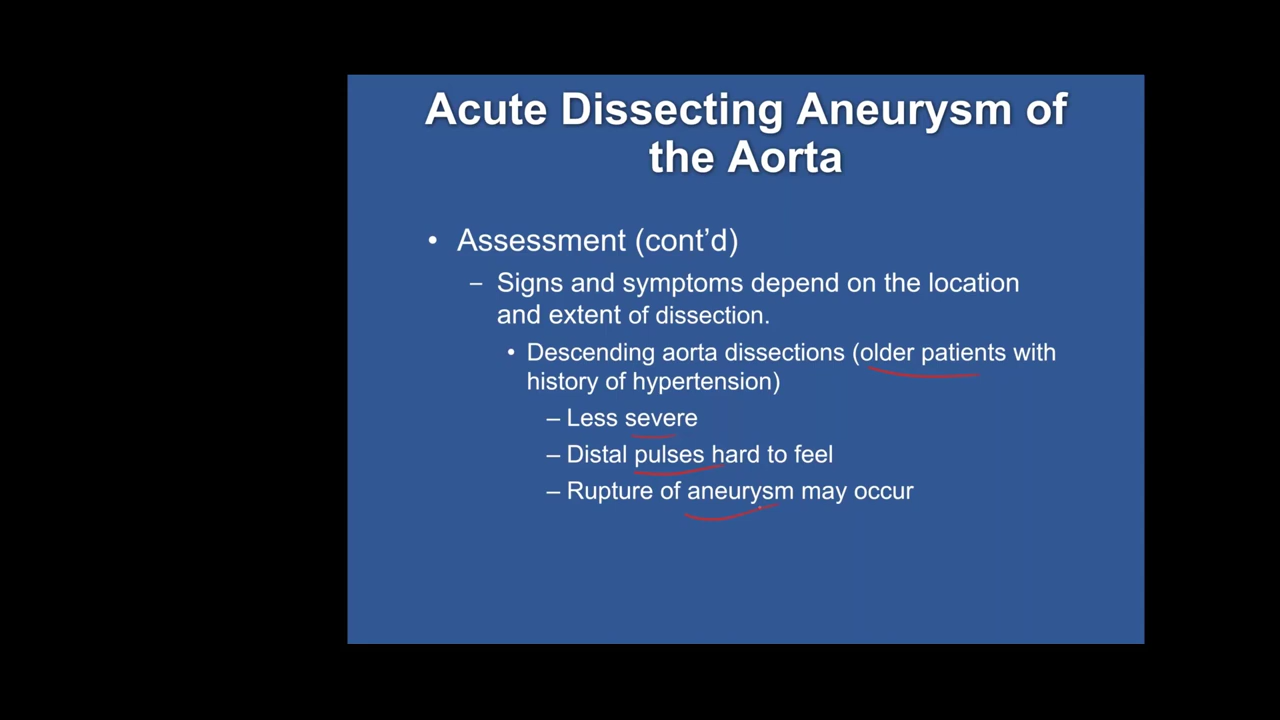 Acute Dissecting Aneurysm of
the Aorta
• Assessment (cont’d)
– Signs and symptoms depend on the location
and extent of dissection.
• Descending aorta dissections (older patients with
history of hypertension)
– Less severe
– Distal pulses hard to feel
– Rupture of aneurysm may occur